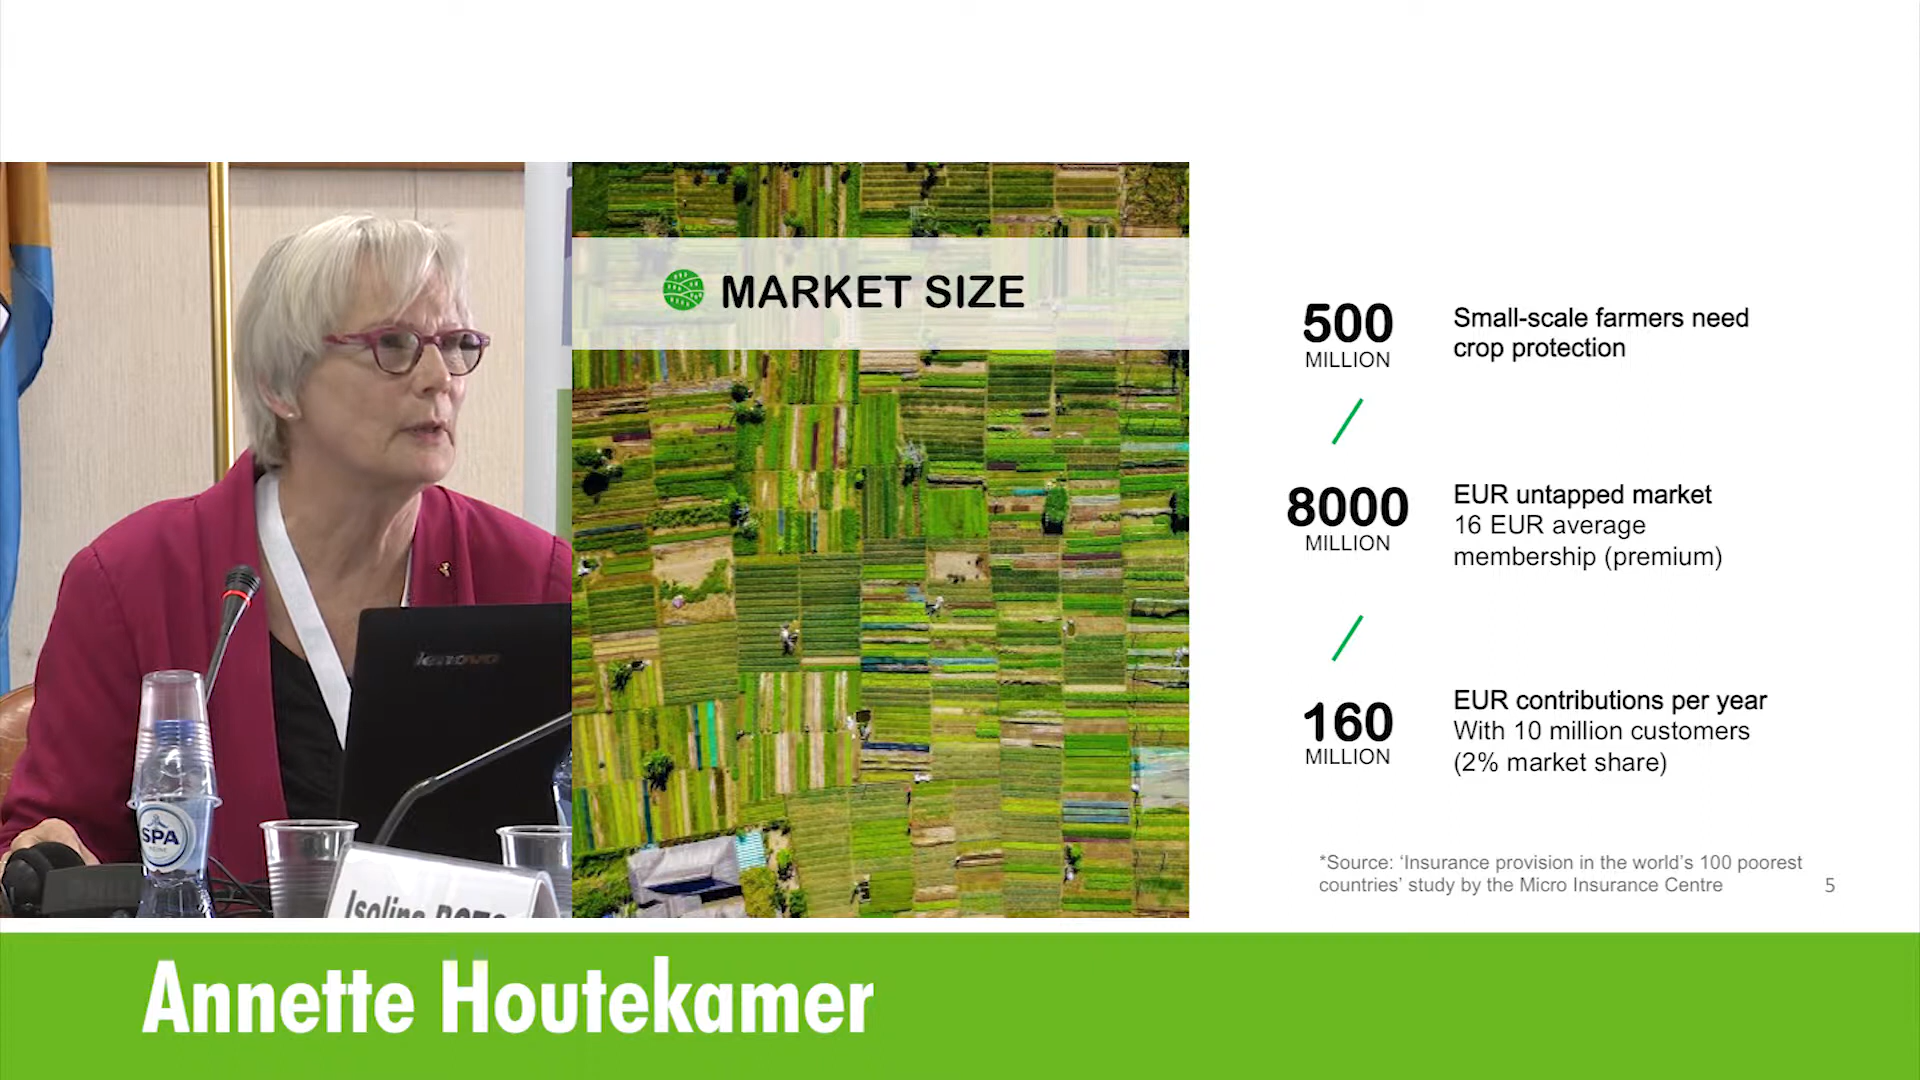 MARKET SIZE
500
MILLION
Small-scale farmers need
crop protection
8000
MILLION
EUR untapped market
16 EUR average
membership (premium)
160
MILLION
EUR contributions per year
With 10 million customers
(2% market share)
*Source: ‘Insurance provision in the world’s 100 poorest
countries’ study by the Micro Insurance Centre
5
lenovo
SPA
REINE
Annette Houtekamer